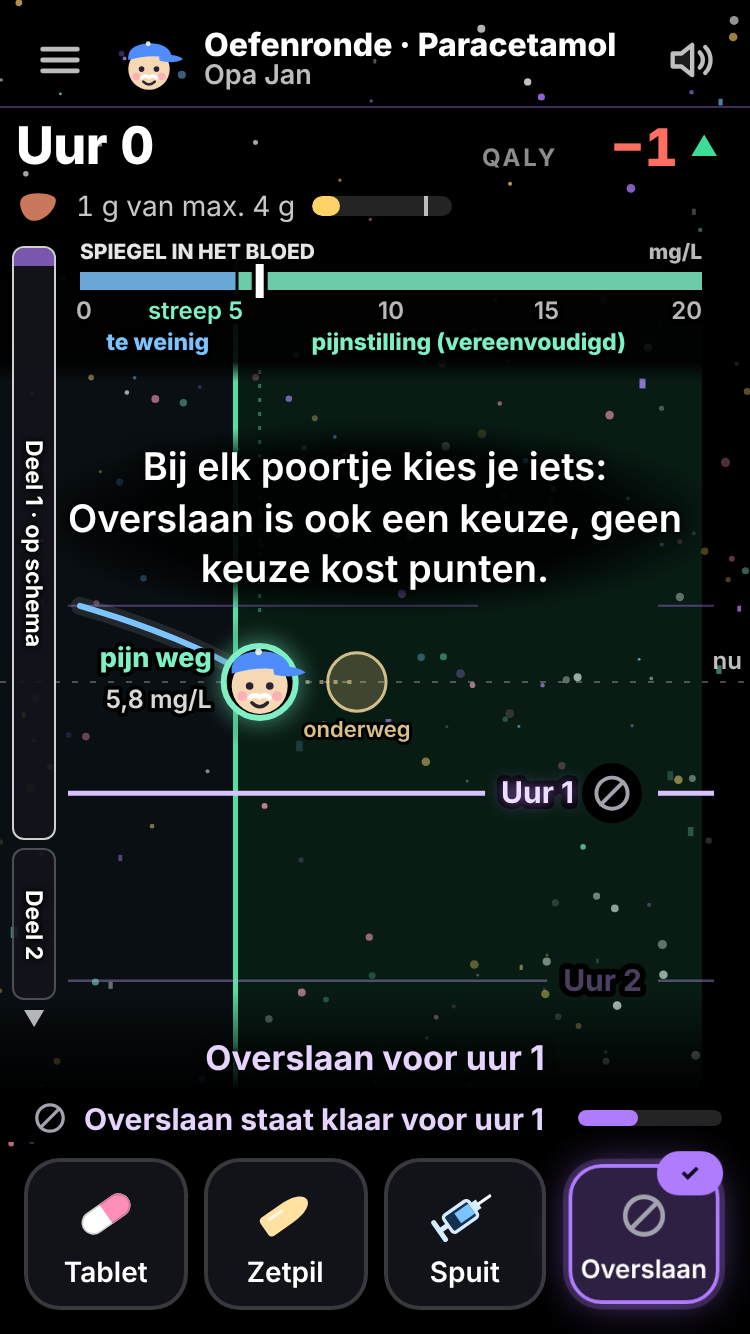 Oefenronde · Paracetamol
Opa Jan
Uur 0
QALY
−1
1 g van max. 4 g
SPIEGEL IN HET BLOED
mg/L
0
streep 5
10
15
20
te weinig
pijnstilling (vereenvoudigd)
Deel 1 · op schema
Bij elk poortje kies je iets:
Overslaan is ook een keuze, geen
keuze kost punten.
pijn weg
nu
5,8 mg/L
onderweg
Uur 1
Deel 2
Uur 2
Overslaan voor uur 1
Overslaan staat klaar voor uur 1
Tablet
Zetpil
Spuit
Overslaan